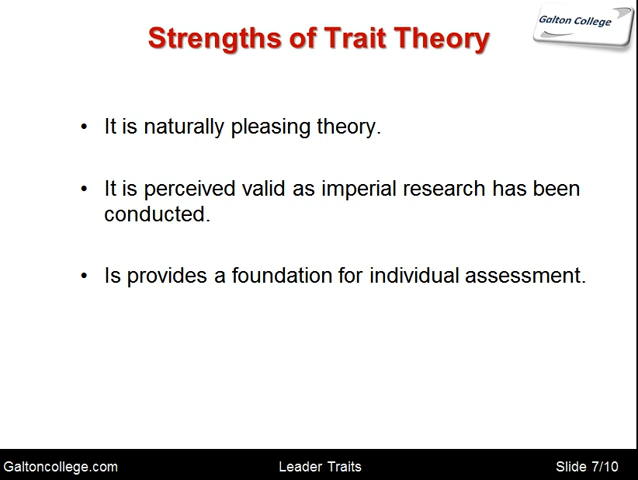 Strengths of Trait Theory
Galton College
• It is naturally pleasing theory.
• It is perceived valid as imperial research has been
conducted.
• Is provides a foundation for individual assessment.
Galtoncollege.com
Leader Traits
Slide 7/10